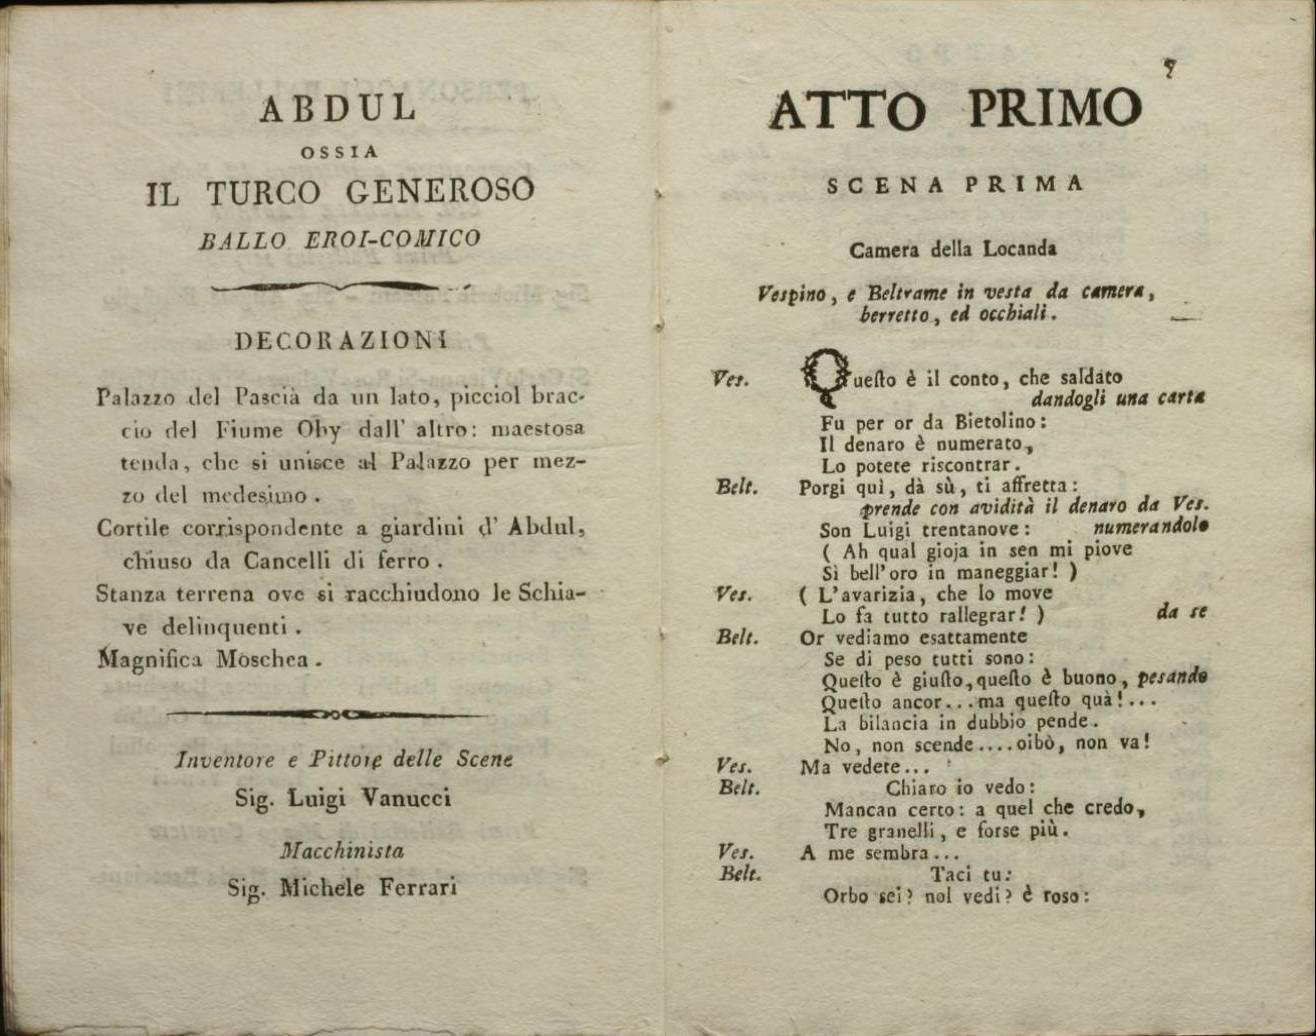 ABDUL
OSSIA
IL TURCO GENEROSO
BALLO EROI-COMICO
DECORAZIONI
Palazzo del Pascià da un lato, picciol brac-
cio del Fiume Oby dall' altro: maestosa
tenda, che si unisce al Palazzo per mez-
zo del medesimo.
Cortile corrispondente a giardini d' Abdul,
chiuso da Cancelli di ferro.
Stanza terrena ove si racchiudono le Schia-
ve delinquenti.
Magnifica Moschea.
Inventore e Pittore delle Scene
Sig. Luigi Vanucci
Macchinista
Sig. Michele Ferrari
7
ATTO PRIMO
SCENA PRIMA
Camera della Locanda
Vespino, e Beltrame in vesta da camera,
berretto, ed occhiali.
Ves. Questo è il conto, che saldato
dandogli una carta
Fu per or da Bietolino:
Il denaro è numerato,
Lo potete riscontrar.
Belt. Porgi quì, dà sù, ti affretta:
prende con avidità il denaro da Ves.
Son Luigi trentanove: numerandolo
( Ah qual gioja in sen mi piove
Sì bell'oro in maneggiar! )
Ves. ( L'avarizia, che lo move
Lo fa tutto rallegrar! ) da se
Belt. Or vediamo esattamente
Se di peso tutti sono:
Questo è giusto, questo è buono, pesando
Questo ancor... ma questo quà!...
La bilancia in dubbio pende.
No, non scende.... oibò, non va!
Ves. Ma vedete...
Belt. Chiaro io vedo:
Mancan certo: a quel che credo,
Tre granelli, e forse più.
Ves. A me sembra...
Belt. Taci tu:
Orbo sei? nol vedi? è roso: